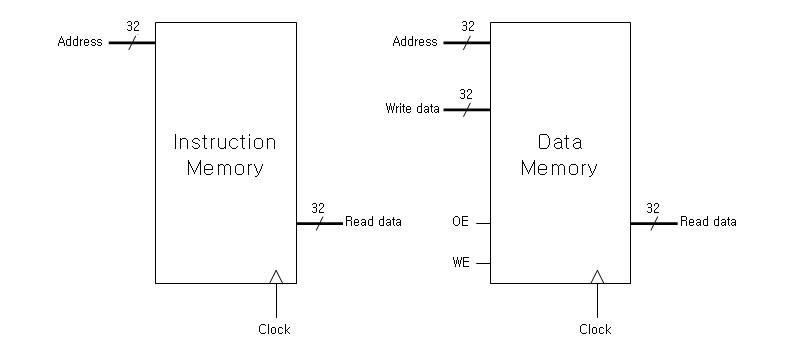 32
Address
Instruction
Memory
32
Read data
Clock
32
Address
32
Write data
Data
Memory
OE
WE
32
Read data
Clock